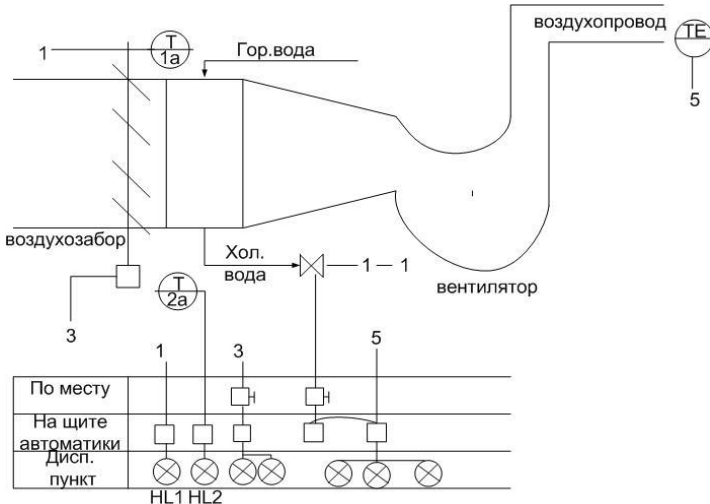 воздухопровод
TE
5
1
T
1a
Гор.вода
воздухозабор
Хол.
вода
1 — 1
вентилятор
3
T
2a
1
3
5
По месту
На щите
автоматики
Дисп.
пункт
HL1 HL2